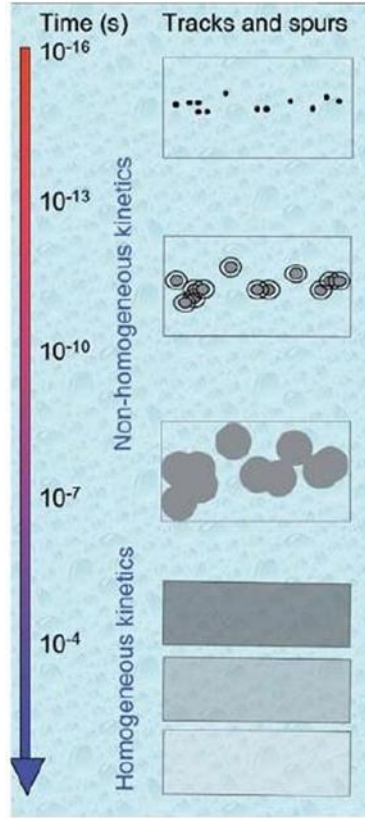 Time (s) Tracks and spurs
10⁻¹⁶
10⁻¹³
Non-homogeneous kinetics
10⁻¹⁰
10⁻⁷
10⁻⁴
Homogeneous kinetics